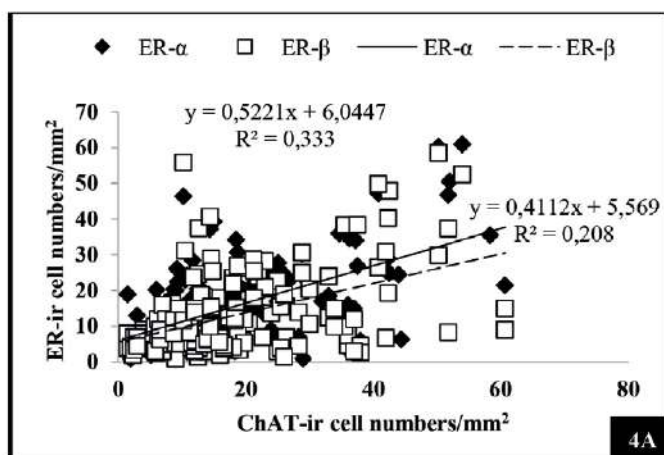 ER-α ER-β ER-α ER-β
y = 0,5221x + 6,0447
R² = 0,333
y = 0,4112x + 5,569
R² = 0,208
ER-ir cell numbers/mm²
70
60
50
40
30
20
10
0
0 20 40 60 80
ChAT-ir cell numbers/mm²
4A